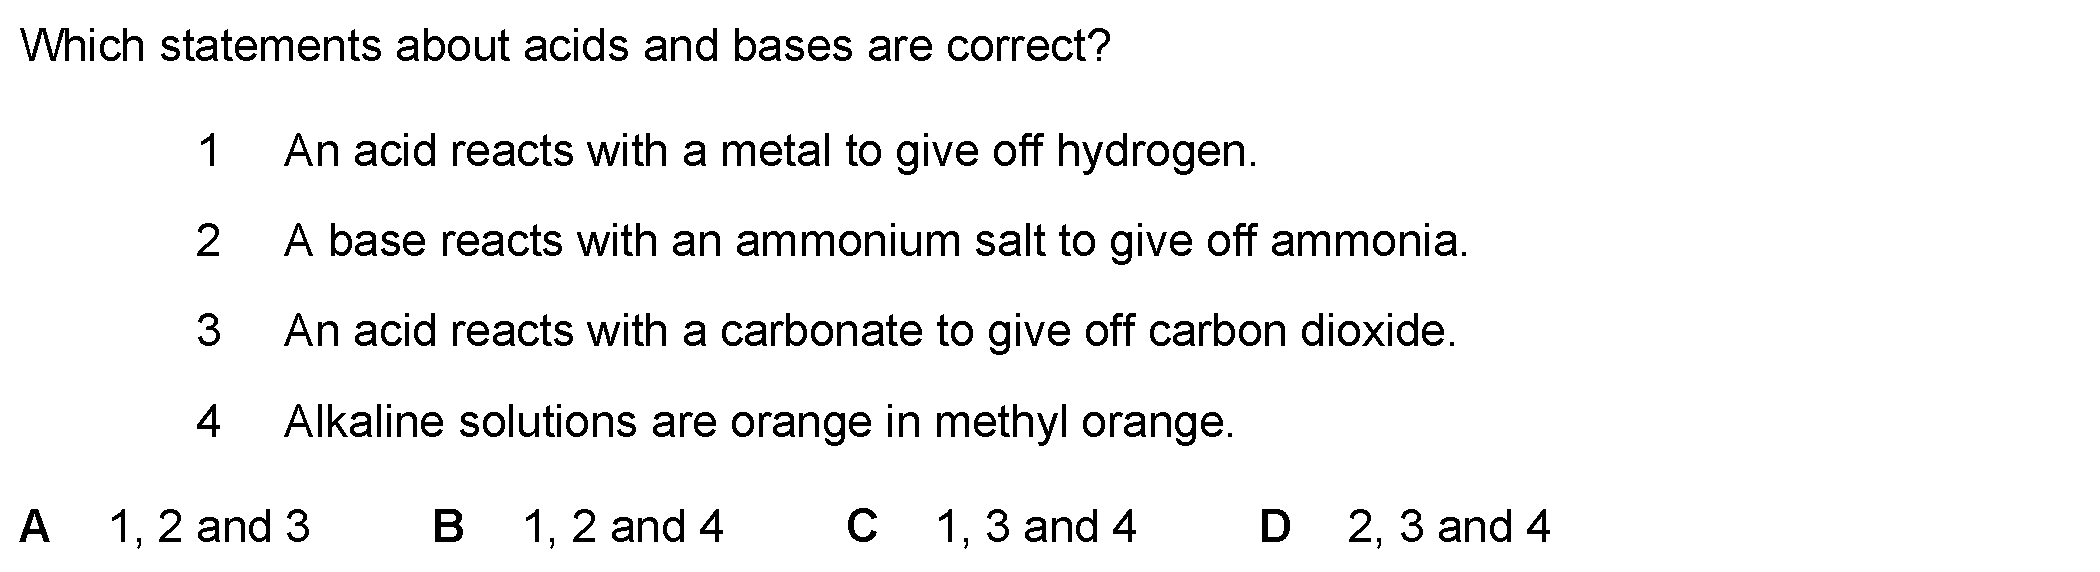 Which statements about acids and bases are correct?
1 An acid reacts with a metal to give off hydrogen.
2 A base reacts with an ammonium salt to give off ammonia.
3 An acid reacts with a carbonate to give off carbon dioxide.
4 Alkaline solutions are orange in methyl orange.
A 1, 2 and 3 B 1, 2 and 4 C 1, 3 and 4 D 2, 3 and 4